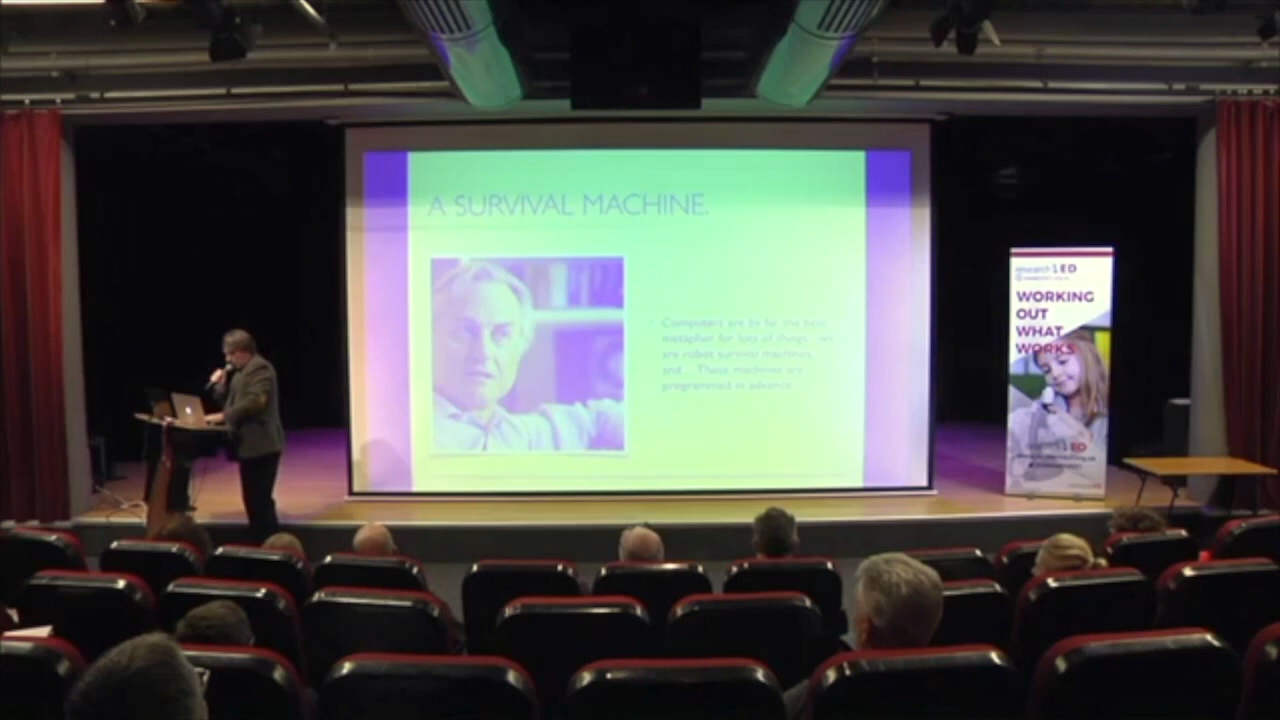 A SURVIVAL MACHINE.
Computers are by far the best
metaphor for lots of things... we
are robot survival machines,
and... These machines are
programmed in advance
researchED
WORKING
OUT
WHAT
WORKS
researchED